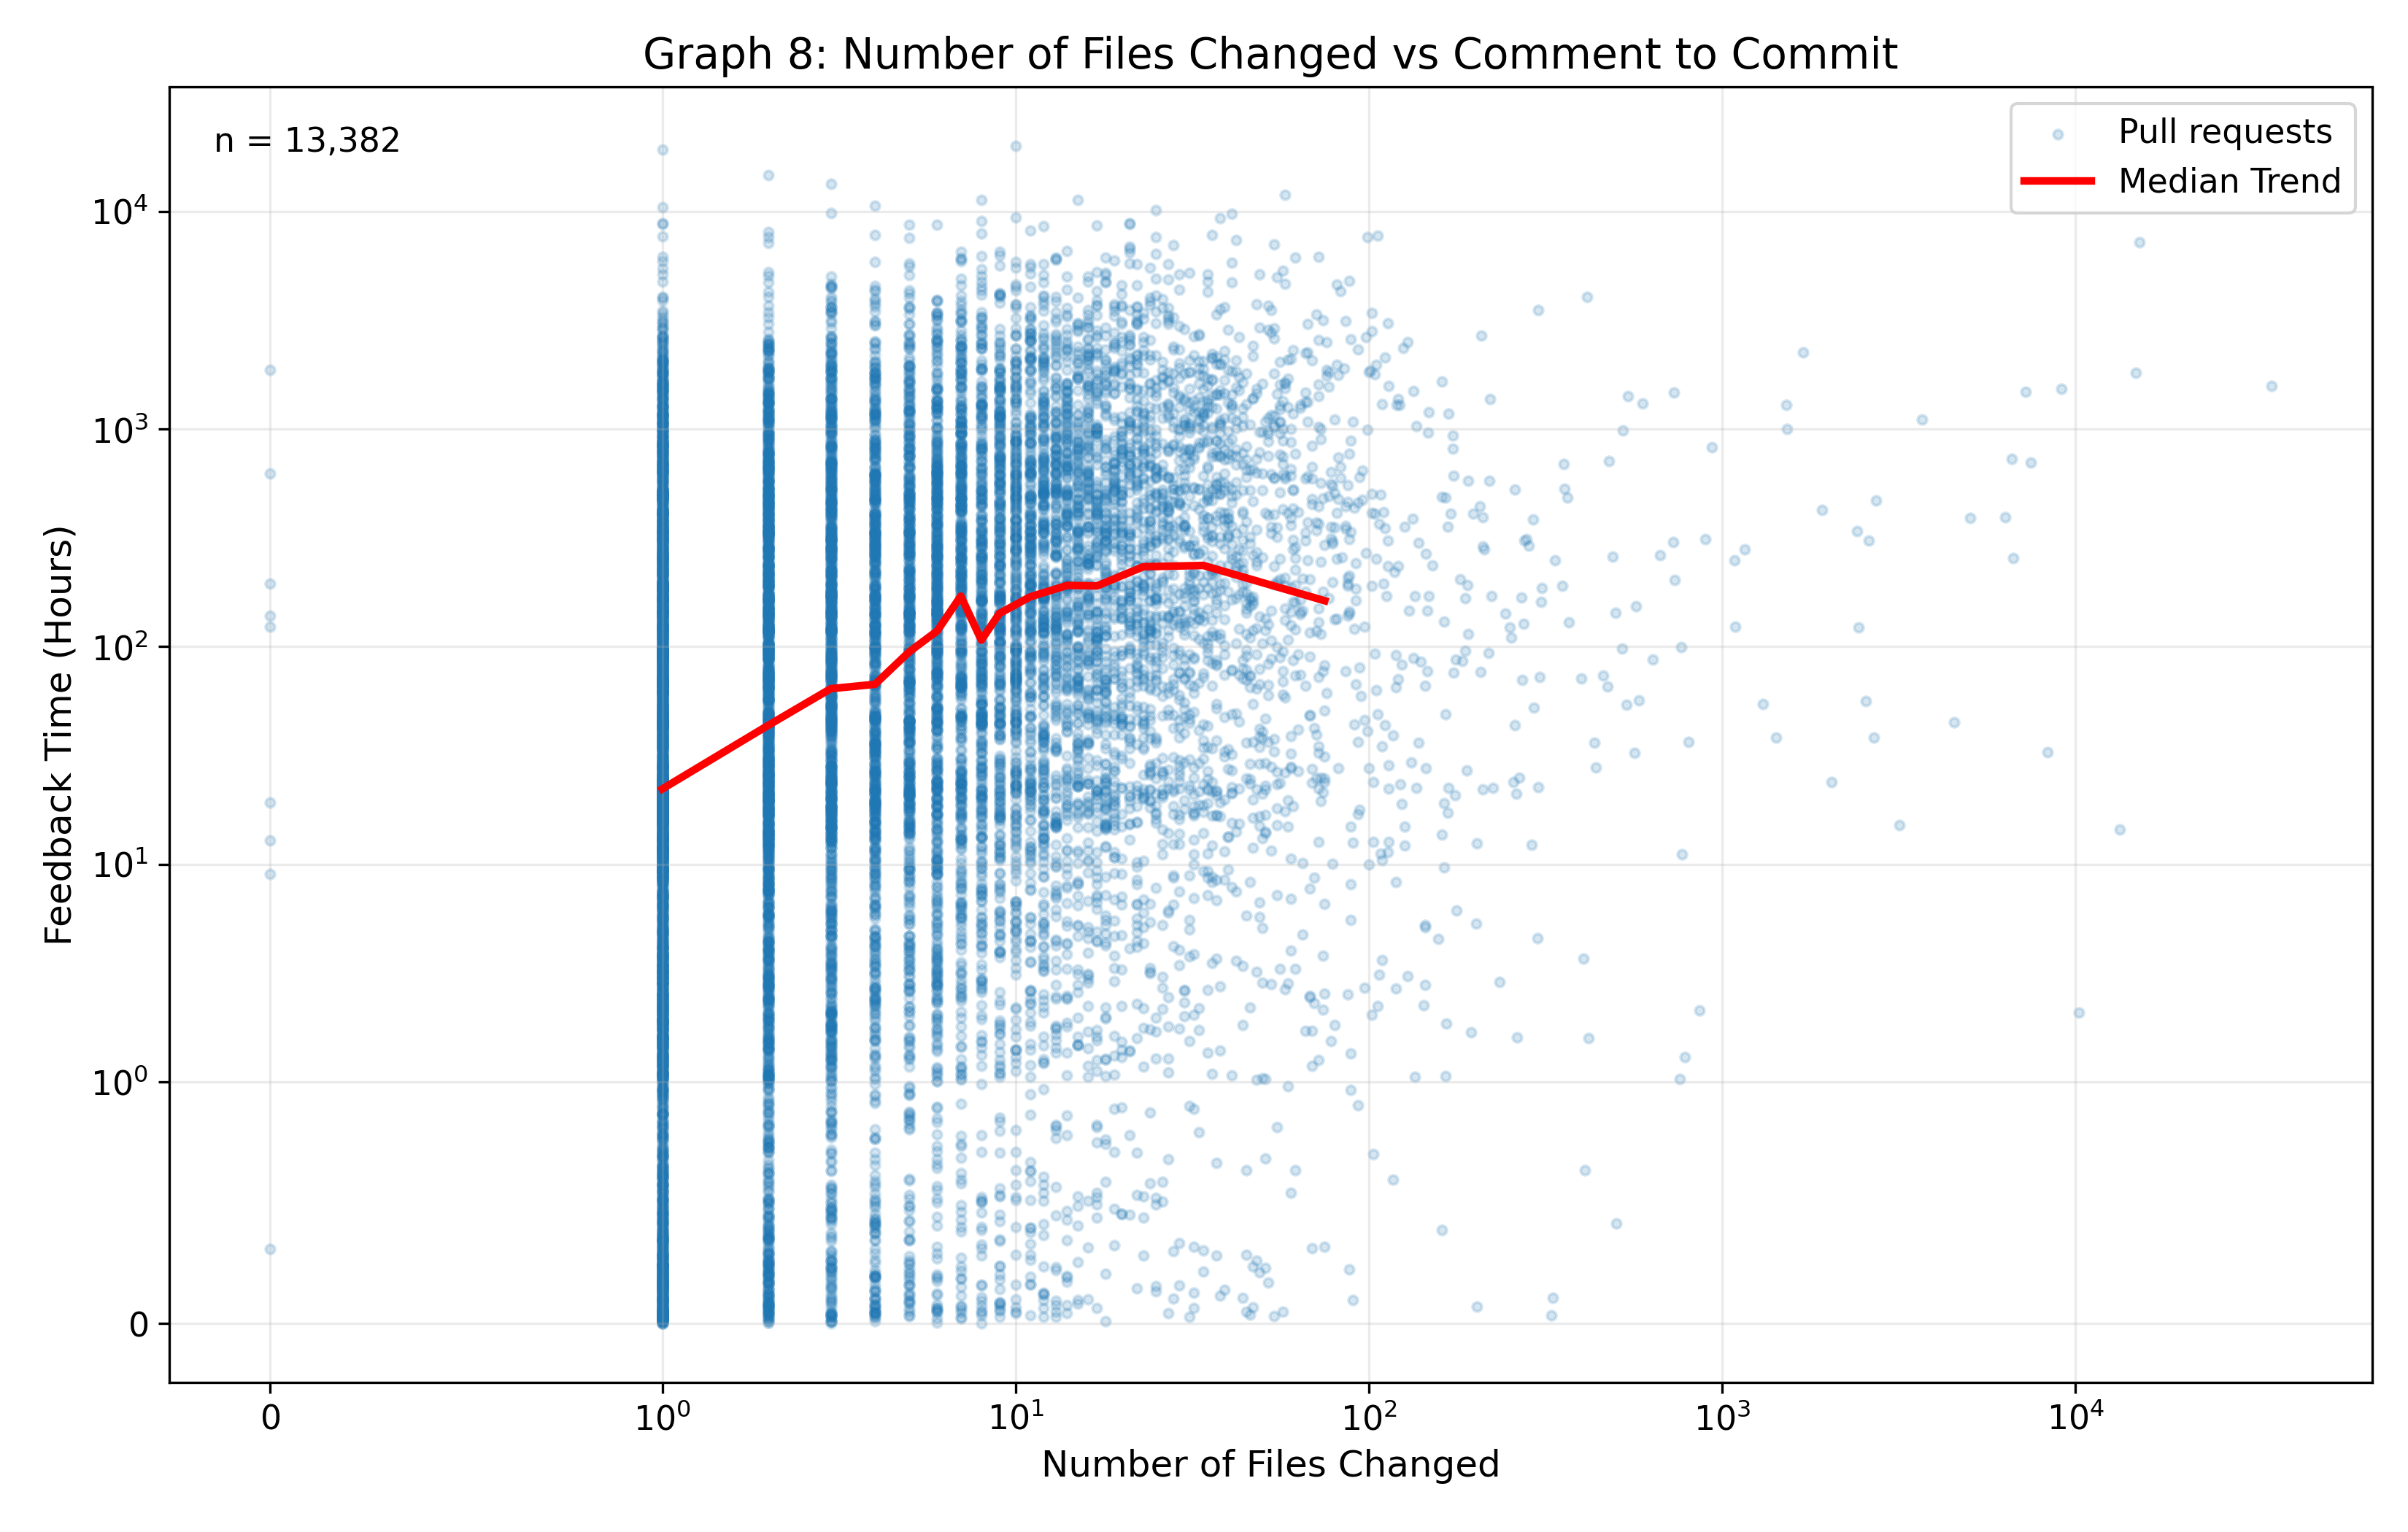 Graph 8: Number of Files Changed vs Comment to Commit
n = 13,382
Pull requests
Median Trend
Feedback Time (Hours)
10⁴
10³
10²
10¹
10⁰
0
0 10⁰ 10¹ 10² 10³ 10⁴
Number of Files Changed